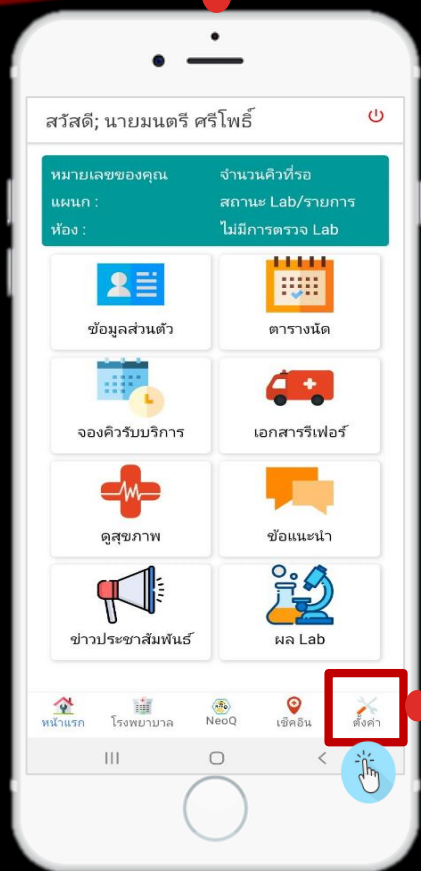 สวัสดี; นายมนตรี ศรีโพธิ์
หมายเลขของคุณ จำนวนคิวที่รอ
แผนก : สถานะ Lab/รายการ
ห้อง : ไม่มีการตรวจ Lab
ข้อมูลส่วนตัว ตารางนัด
จองคิวรับบริการ เอกสารรีเฟอร์
ดูสุขภาพ ข้อแนะนำ
ข่าวประชาสัมพันธ์ ผล Lab
หน้าแรก โรงพยาบาล NeoQ เช็คอิน ตั้งค่า